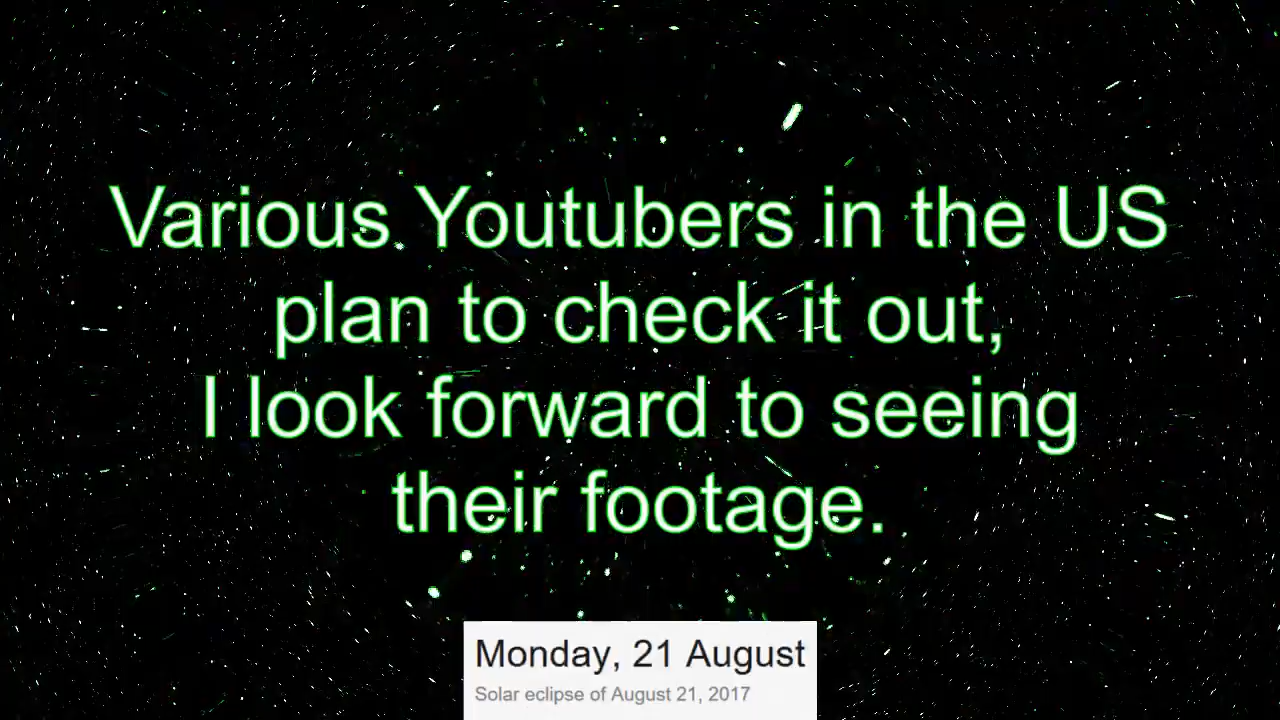 Various Youtubers in the US
plan to check it out,
I look forward to seeing
their footage.
Monday, 21 August
Solar eclipse of August 21, 2017